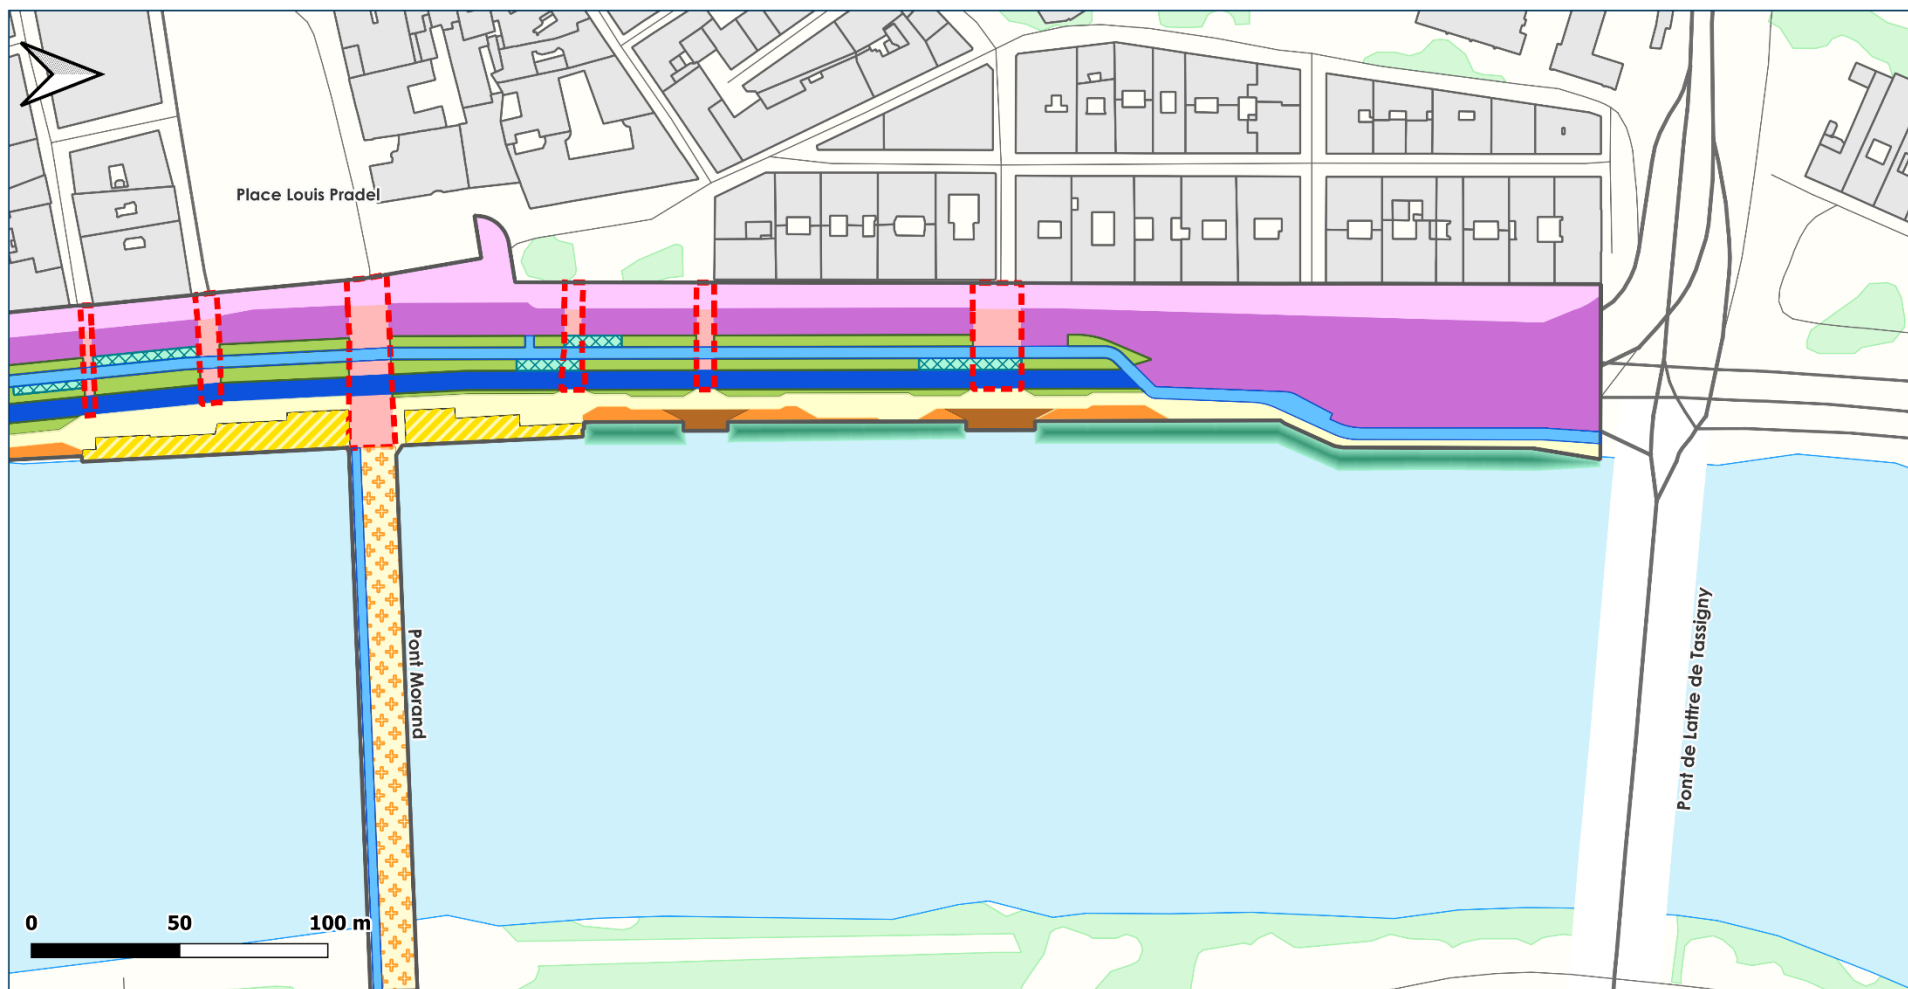 Place Louis Pradel
Pont Morand
Pont de Lattre de Tassigny
0 50 100 m